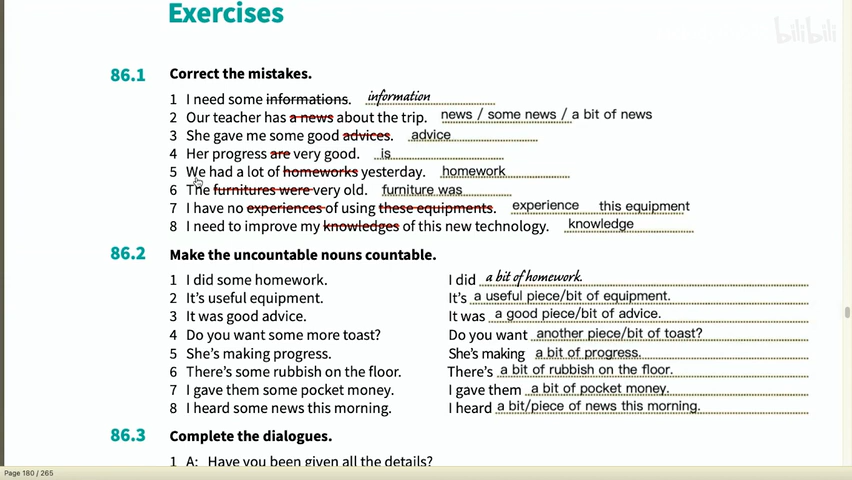 Exercises
bilibili
86.1 Correct the mistakes.
1 I need some informations. information
2 Our teacher has a news about the trip. news / some news / a bit of news
3 She gave me some good advices. advice
4 Her progress are very good. is
5 We had a lot of homeworks yesterday. homework
6 The furnitures were very old. furniture was
7 I have no experiences of using these equipments. experience this equipment
8 I need to improve my knowledges of this new technology. knowledge
86.2 Make the uncountable nouns countable.
1 I did some homework. I did a bit of homework.
2 It's useful equipment. It's a useful piece/bit of equipment.
3 It was good advice. It was a good piece/bit of advice.
4 Do you want some more toast? Do you want another piece/bit of toast?
5 She's making progress. She's making a bit of progress.
6 There's some rubbish on the floor. There's a bit of rubbish on the floor.
7 I gave them some pocket money. I gave them a bit of pocket money.
8 I heard some news this morning. I heard a bit/piece of news this morning.
86.3 Complete the dialogues.
1 A: Have you been given all the details?
Page 180 / 265